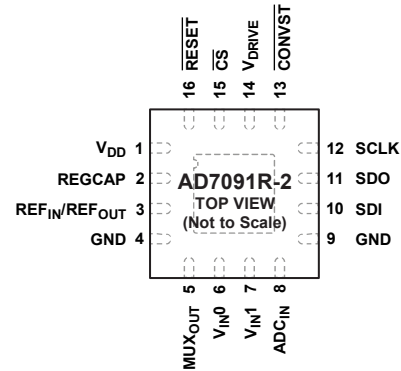 16 RESET
15 CS
14 VDRIVE
13 CONVST
VDD 1
REGCAP 2
REFIN/REFOUT 3
GND 4
AD7091R-2
TOP VIEW
(Not to Scale)
12 SCLK
11 SDO
10 SDI
9 GND
5 MUXOUT
6 VIN0
7 VIN1
8 ADCIN